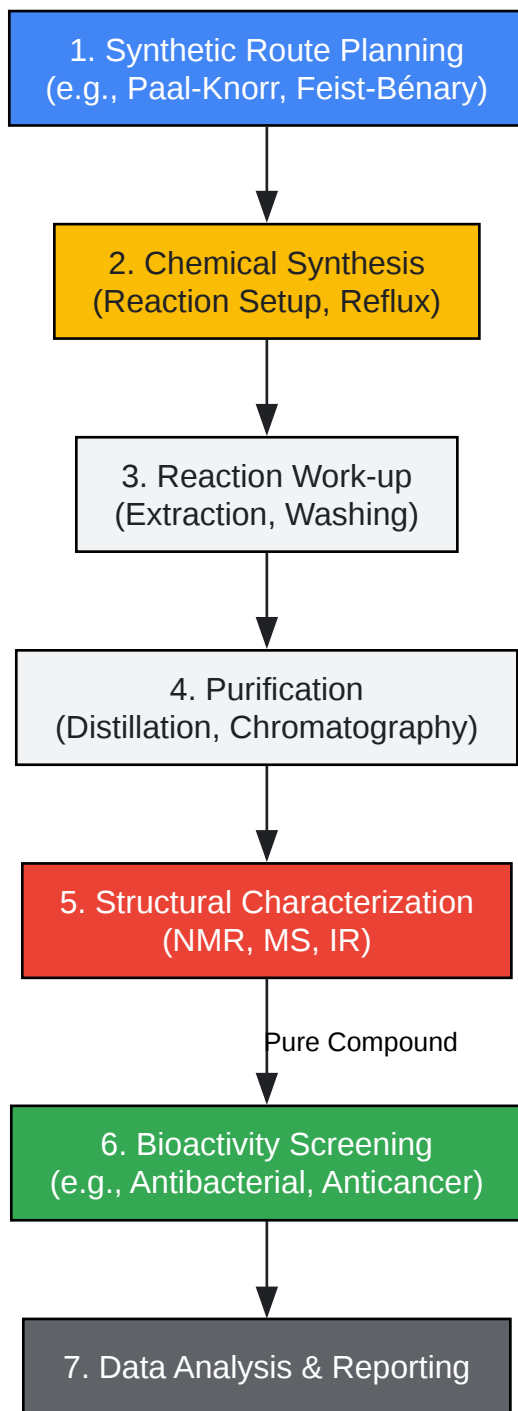 1. Synthetic Route Planning
(e.g., Paal-Knorr, Feist-Bénary)
2. Chemical Synthesis
(Reaction Setup, Reflux)
3. Reaction Work-up
(Extraction, Washing)
4. Purification
(Distillation, Chromatography)
5. Structural Characterization
(NMR, MS, IR)
Pure Compound
6. Bioactivity Screening
(e.g., Antibacterial, Anticancer)
7. Data Analysis & Reporting